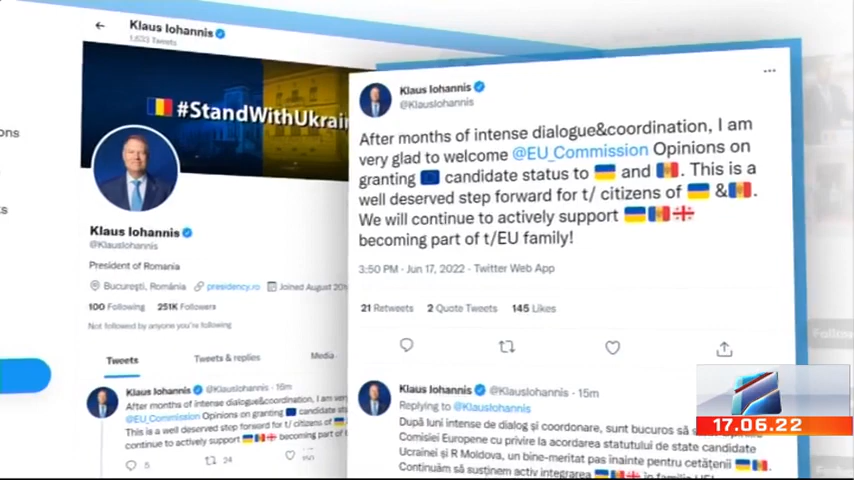 Klaus Iohannis
1,633 Tweets
#StandWithUkrain
Klaus Iohannis
@KlausIohannis
President of Romania
București, România presidency.ro Joined August 201
100 Following 251K Followers
Not followed by anyone you're following
Tweets Tweets & replies Media
Klaus Iohannis @KlausIohannis · 16m
After months of intense dialogue&coordination, I am very
@EU_Commission Opinions on granting candidate
This is a well deserved step forward for t/ citizens of
continue to actively support becoming part of
5 24
Klaus Iohannis
@KlausIohannis
After months of intense dialogue&coordination, I am
very glad to welcome @EU_Commission Opinions on
granting candidate status to and . This is a
well deserved step forward for t/ citizens of & .
We will continue to actively support
becoming part of t/EU family!
3:50 PM · Jun 17, 2022 · Twitter Web App
21 Retweets 2 Quote Tweets 145 Likes
Klaus Iohannis @KlausIohannis · 15m
Replying to @KlausIohannis
După luni intense de dialog și coordonare, sunt bucuros să
Comisiei Europene cu privire la acordarea statutului de state candidate
Ucrainei și R Moldova, un bine-meritat pas înainte pentru cetățenii
Continuăm să susținem activ integrarea în familia UE!
17.06.22